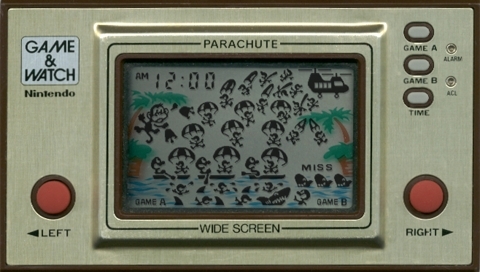 GAME
&
WATCH
Nintendo
PARACHUTE
AM 12:00
MISS
GAME A
GAME B
WIDE SCREEN
◄LEFT
RIGHT►
GAME A
ALARM
GAME B
ACL
TIME